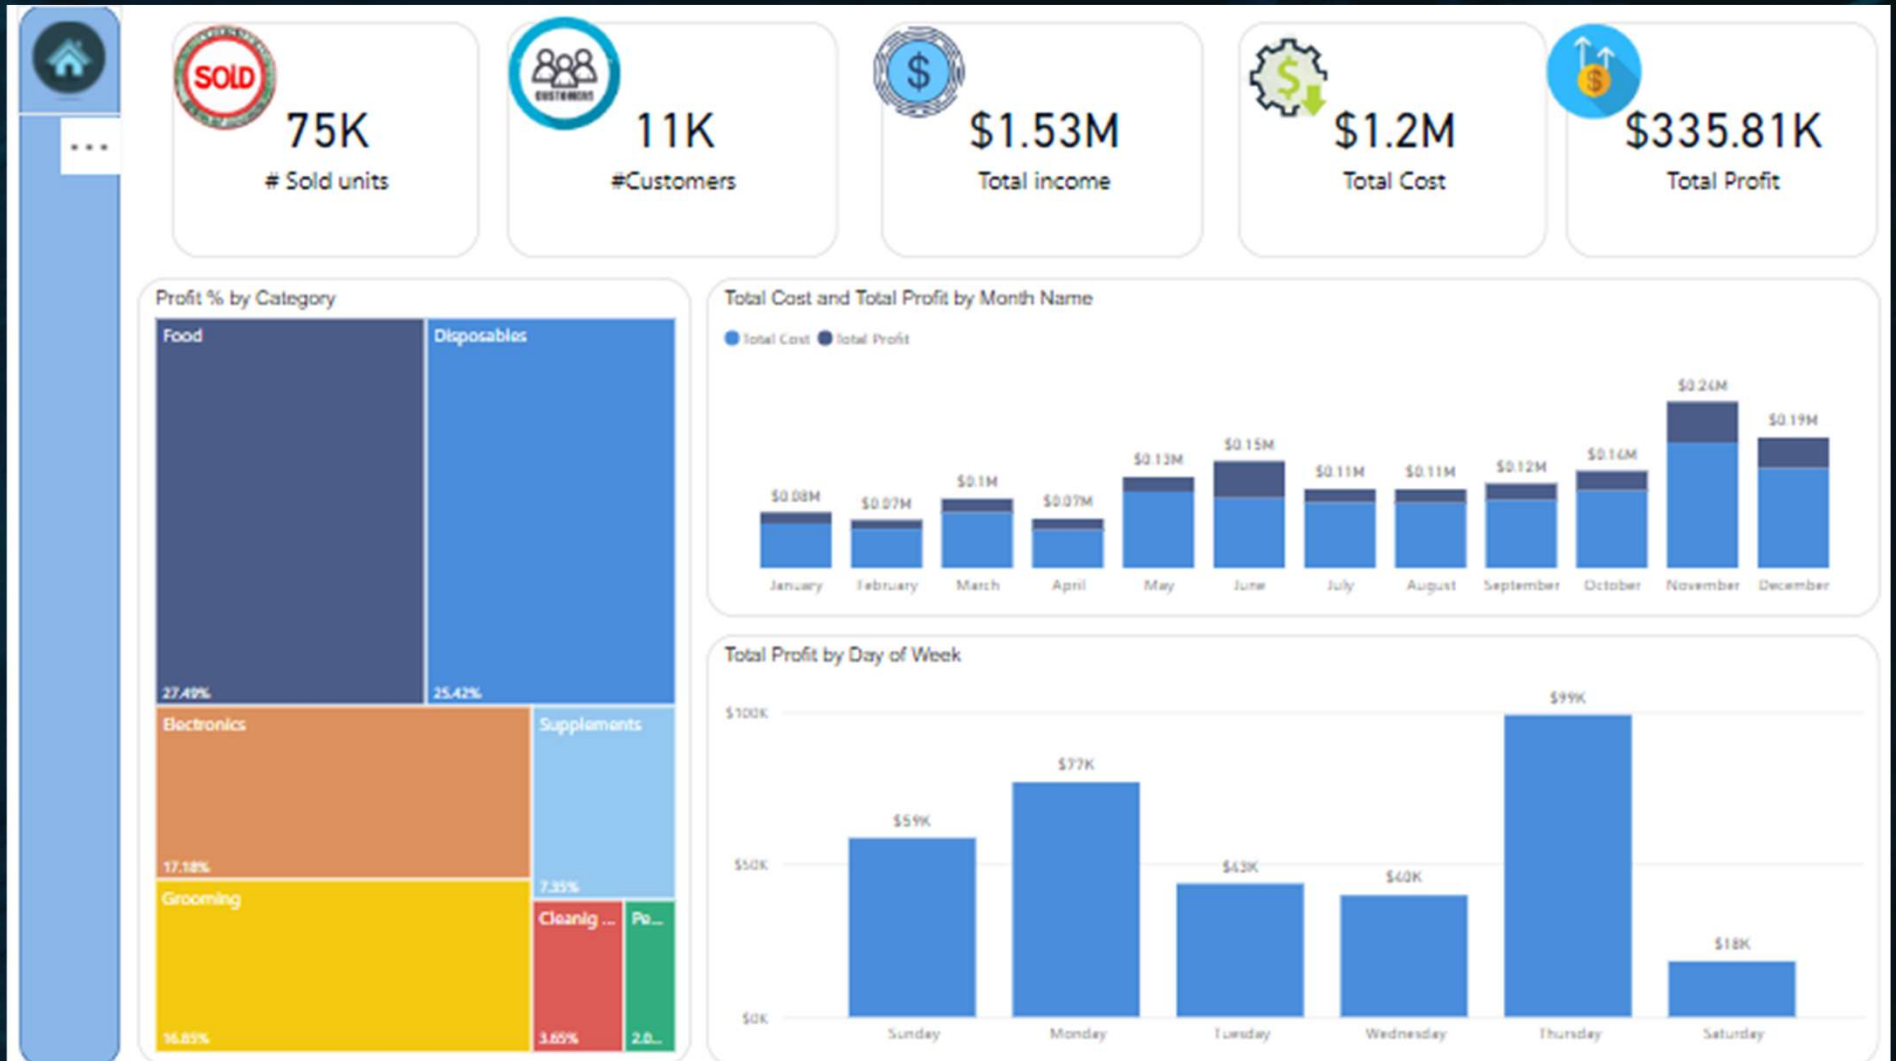 SOLD
75K
# Sold units
CUSTOMERS
11K
#Customers
$
$1.53M
Total income
$
$1.2M
Total Cost
$
$335.81K
Total Profit
Profit % by Category
Food
27.49%
Disposables
25.42%
Electronics
17.18%
Supplements
7.35%
Grooming
16.85%
Cleanig ...
3.65%
Pe...
2.0...
Total Cost and Total Profit by Month Name
Total Cost Total Profit
$0.08M
$0.07M
$0.1M
$0.07M
$0.13M
$0.15M
$0.11M
$0.11M
$0.12M
$0.14M
$0.24M
$0.19M
January February March April May June July August September October November December
Total Profit by Day of Week
$100K
$50K
$0K
$59K
$77K
$43K
$40K
$99K
$18K
Sunday Monday Tuesday Wednesday Thursday Saturday